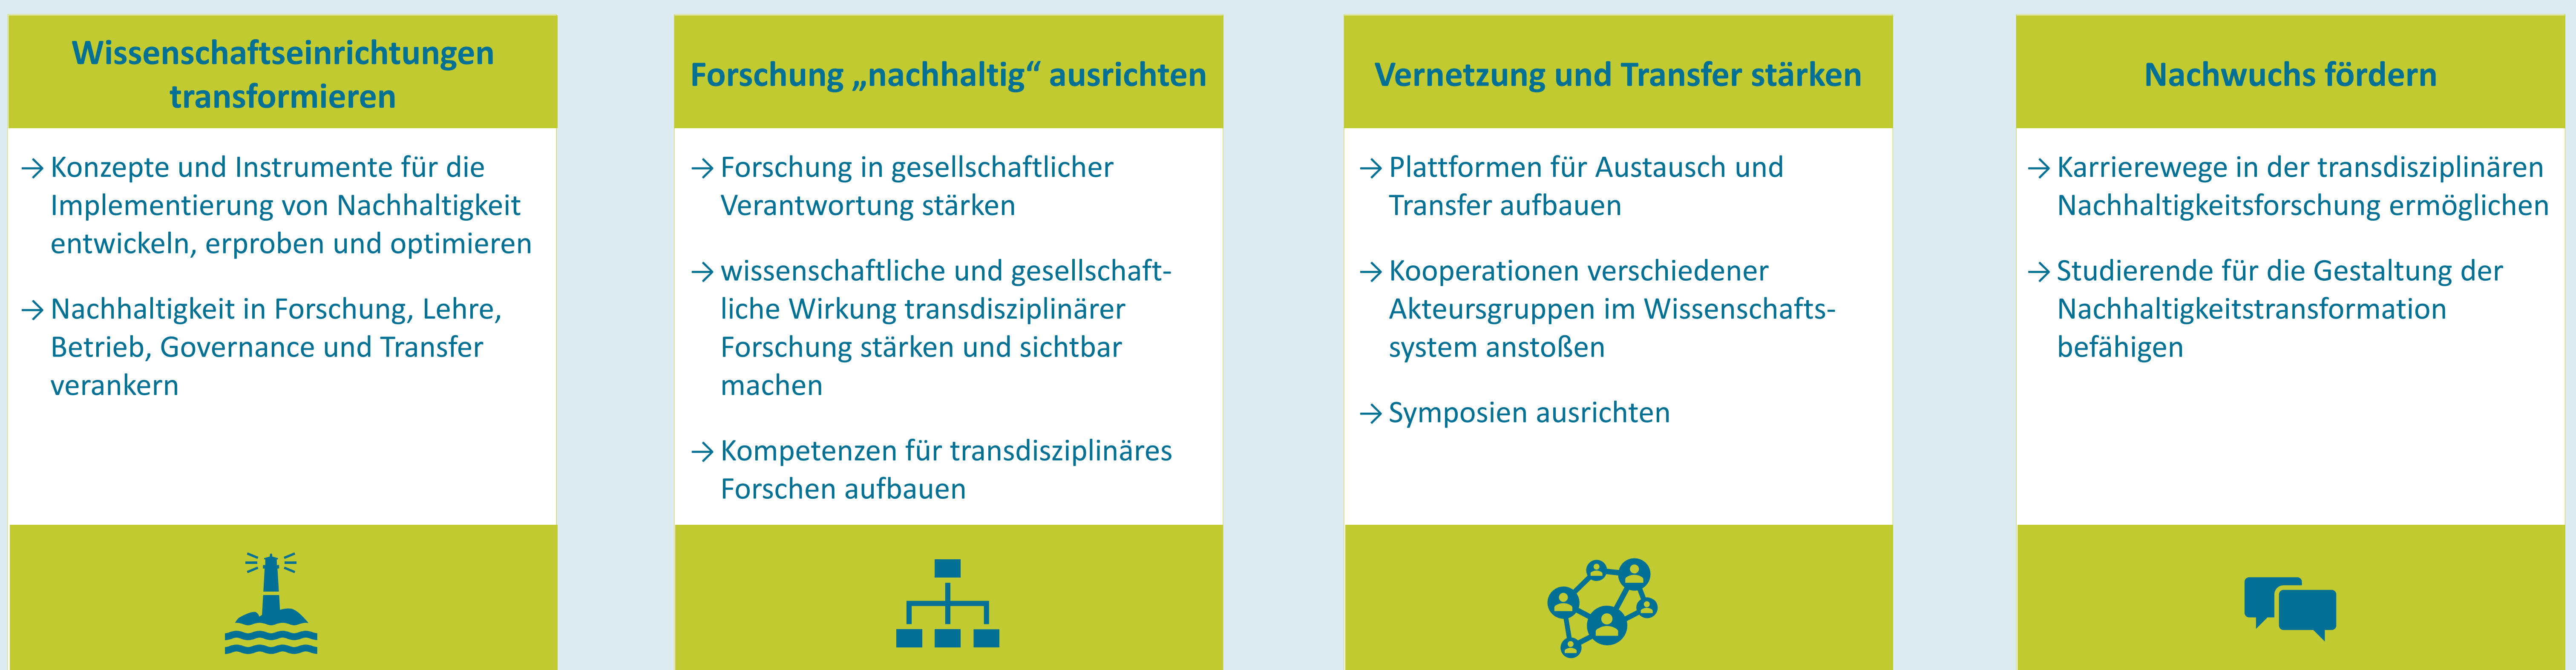 Wissenschaftseinrichtungen
transformieren
→ Konzepte und Instrumente für die
Implementierung von Nachhaltigkeit
entwickeln, erproben und optimieren
→ Nachhaltigkeit in Forschung, Lehre,
Betrieb, Governance und Transfer
verankern
Forschung „nachhaltig“ ausrichten
→ Forschung in gesellschaftlicher
Verantwortung stärken
→ wissenschaftliche und gesellschaft-
liche Wirkung transdisziplinärer
Forschung stärken und sichtbar
machen
→ Kompetenzen für transdisziplinäres
Forschen aufbauen
Vernetzung und Transfer stärken
→ Plattformen für Austausch und
Transfer aufbauen
→ Kooperationen verschiedener
Akteursgruppen im Wissenschafts-
system anstoßen
→ Symposien ausrichten
Nachwuchs fördern
→ Karrierewege in der transdisziplinären
Nachhaltigkeitsforschung ermöglichen
→ Studierende für die Gestaltung der
Nachhaltigkeitstransformation
befähigen